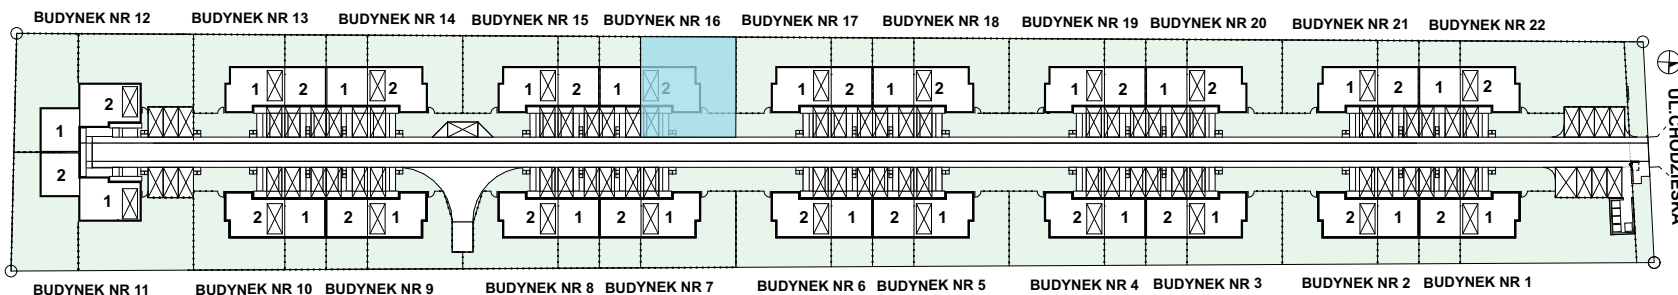 BUDYNEK NR 12 BUDYNEK NR 13 BUDYNEK NR 14 BUDYNEK NR 15 BUDYNEK NR 16 BUDYNEK NR 17 BUDYNEK NR 18 BUDYNEK NR 19 BUDYNEK NR 20 BUDYNEK NR 21 BUDYNEK NR 22
1 2 1 2 1 2 1 2 1 2 1 2 1 2 1 2 1 2 1 2
2
1
2
1
UL.CHODZIESKA
2 1 2 1 2 1 2 1 2 1 2 1 2 1 2 1 2 1 2 1
BUDYNEK NR 11 BUDYNEK NR 10 BUDYNEK NR 9 BUDYNEK NR 8 BUDYNEK NR 7 BUDYNEK NR 6 BUDYNEK NR 5 BUDYNEK NR 4 BUDYNEK NR 3 BUDYNEK NR 2 BUDYNEK NR 1